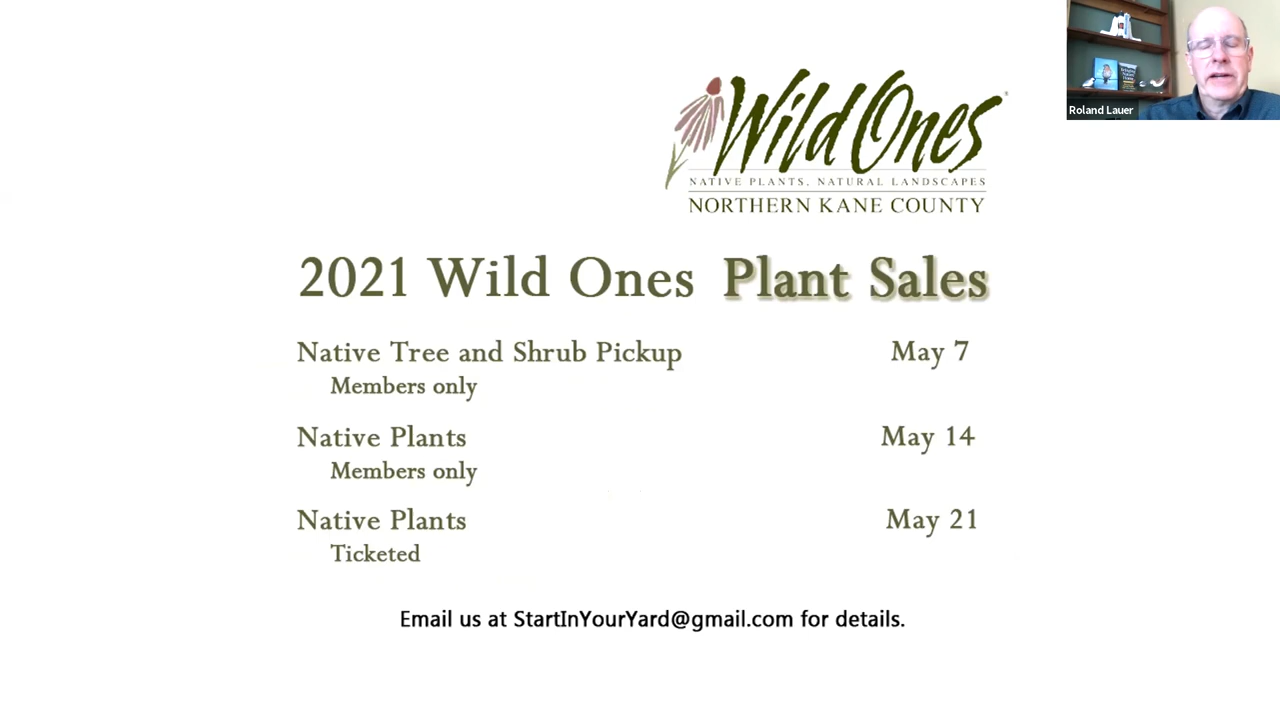 Roland Lauer
Wild Ones®
NATIVE PLANTS, NATURAL LANDSCAPES
NORTHERN KANE COUNTY
2021 Wild Ones Plant Sales
Native Tree and Shrub Pickup May 7
Members only
Native Plants May 14
Members only
Native Plants May 21
Ticketed
Email us at StartInYourYard@gmail.com for details.